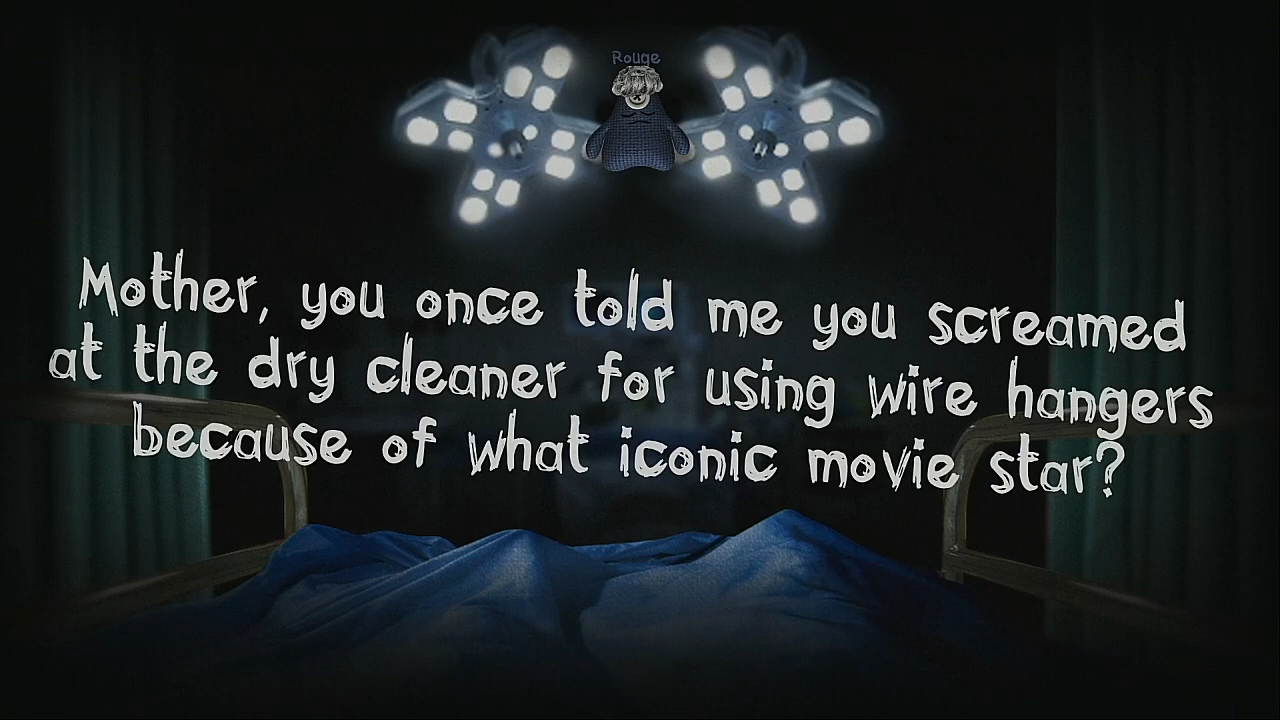 Rouge
Mother, you once told me you screamed
at the dry cleaner for using wire hangers
because of what iconic movie star?